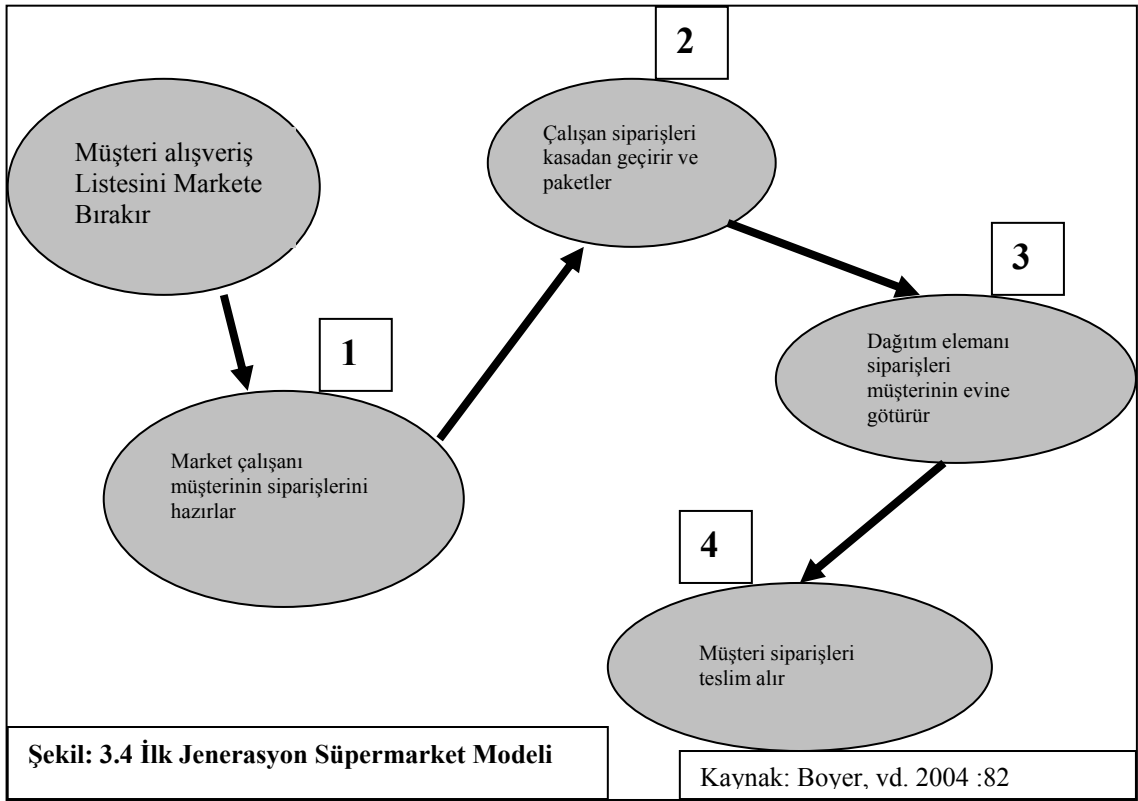 Müşteri alışveriş
Listesini Markete
Bırakır
1
Market çalışanı
müşterinin siparişlerini
hazırlar
2
Çalışan siparişleri
kasadan geçirir ve
paketler
3
Dağıtım elemanı
siparişleri
müşterinin evine
götürür
4
Müşteri siparişleri
teslim alır
Şekil: 3.4 İlk Jenerasyon Süpermarket Modeli
Kaynak: Boyer, vd. 2004 :82